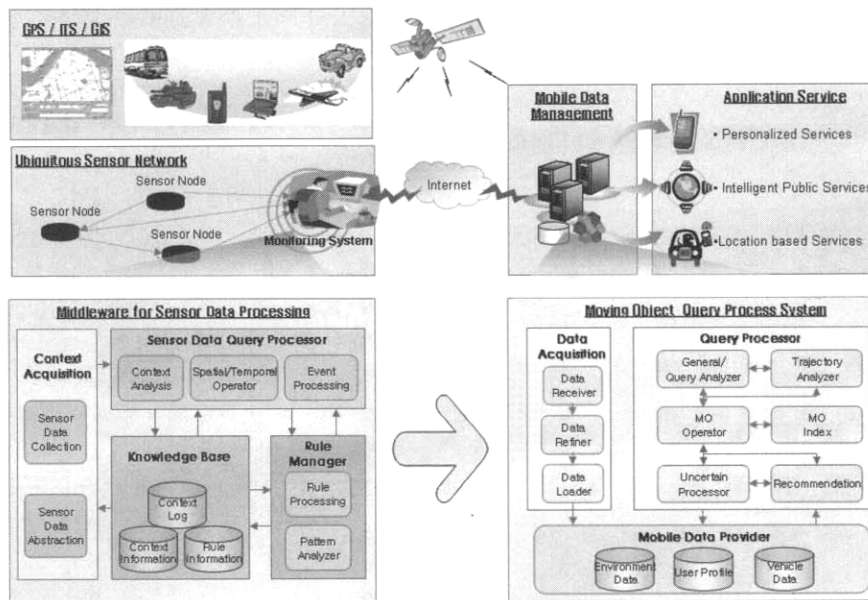 GPS / ITS / GIS
Mobile Data
Management
Application Service
• Personalized Services
• Intelligent Public Services
• Location based Services
Ubiquitous Sensor Network
Sensor Node
Sensor Node
Sensor Node
Monitoring System
Internet
Middleware for Sensor Data Processing
Context
Acquisition
Sensor
Data
Collection
Sensor
Data
Abstraction
Sensor Data Query Processor
Context
Analysis
Spatial/Temporal
Operator
Event
Processing
Knowledge Base
Context
Log
Context
Information
Rule
Information
Rule
Manager
Rule
Processing
Pattern
Analyzer
Moving Object Query Process System
Data
Acquisition
Data
Receiver
Data
Refiner
Data
Loader
Query Processor
General/
Query Analyzer
Trajectory
Analyzer
MO
Operator
MO
Index
Uncertain
Processor
Recommendation
Mobile Data Provider
Environment
Data
User Profile
Vehicle
Data